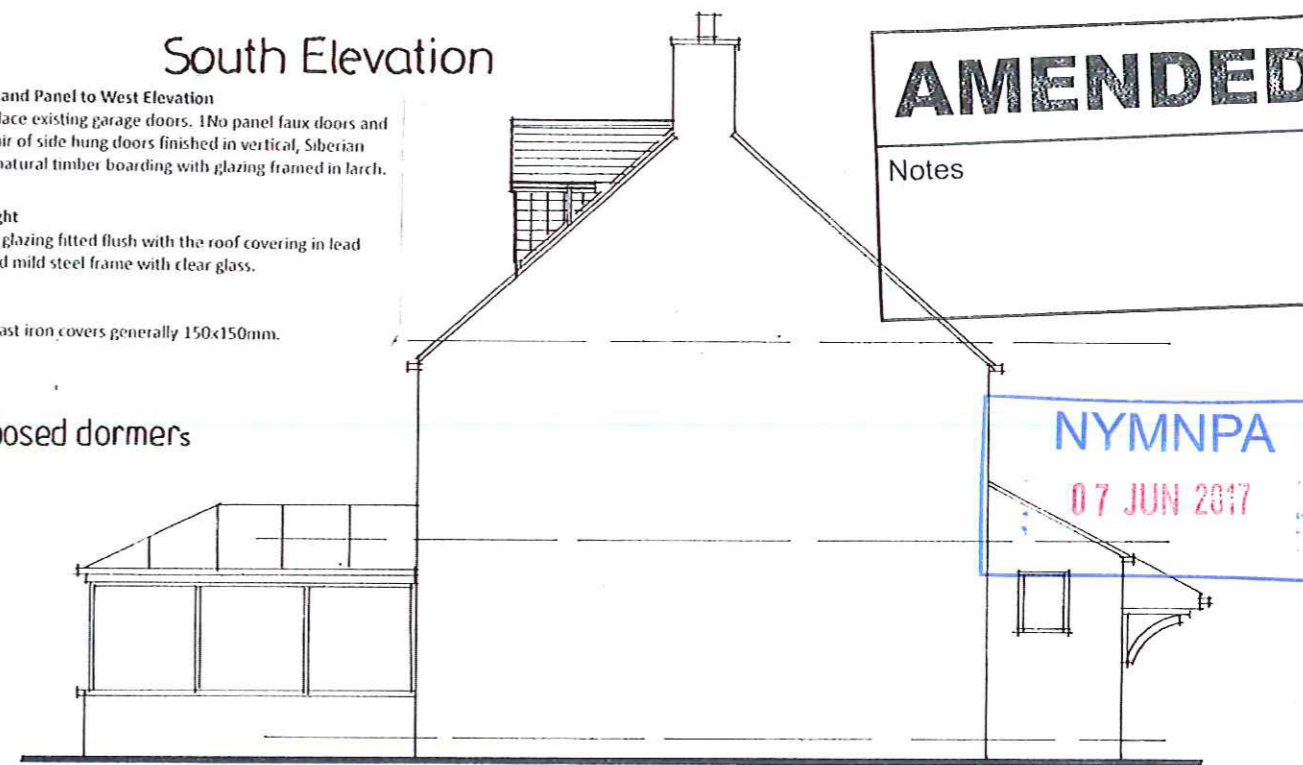 South Elevation
and Panel to West Elevation
lace existing garage doors. 1No panel faux doors and
ir of side hung doors finished in vertical, Siberian
natural timber boarding with glazing framed in larch.
ght
glazing fitted flush with the roof covering in lead
d mild steel frame with clear glass.
ast iron covers generally 150x150mm.
posed dormers
AMENDED
Notes
NYMNPA
07 JUN 2017